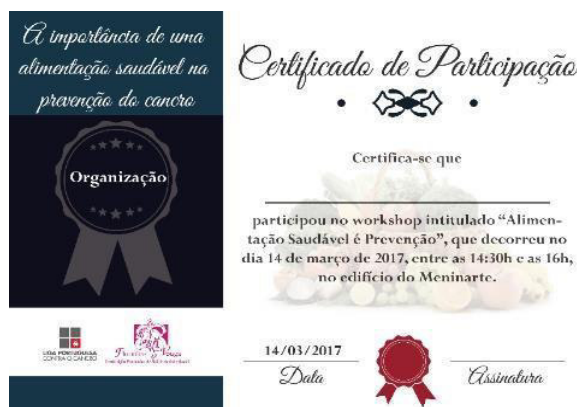 A importância de uma
alimentação saudável na
prevenção do cancro
Organização
LIGA PORTUGUESA
CONTRA O CANCRO
Certificado de Participação
Certifica-se que
participou no workshop intitulado “Alimen-
tação Saudável é Prevenção”, que decorreu no
dia 14 de março de 2017, entre as 14:30h e as 16h,
no edifício do Meninarte.
14/03/2017
Data
Assinatura